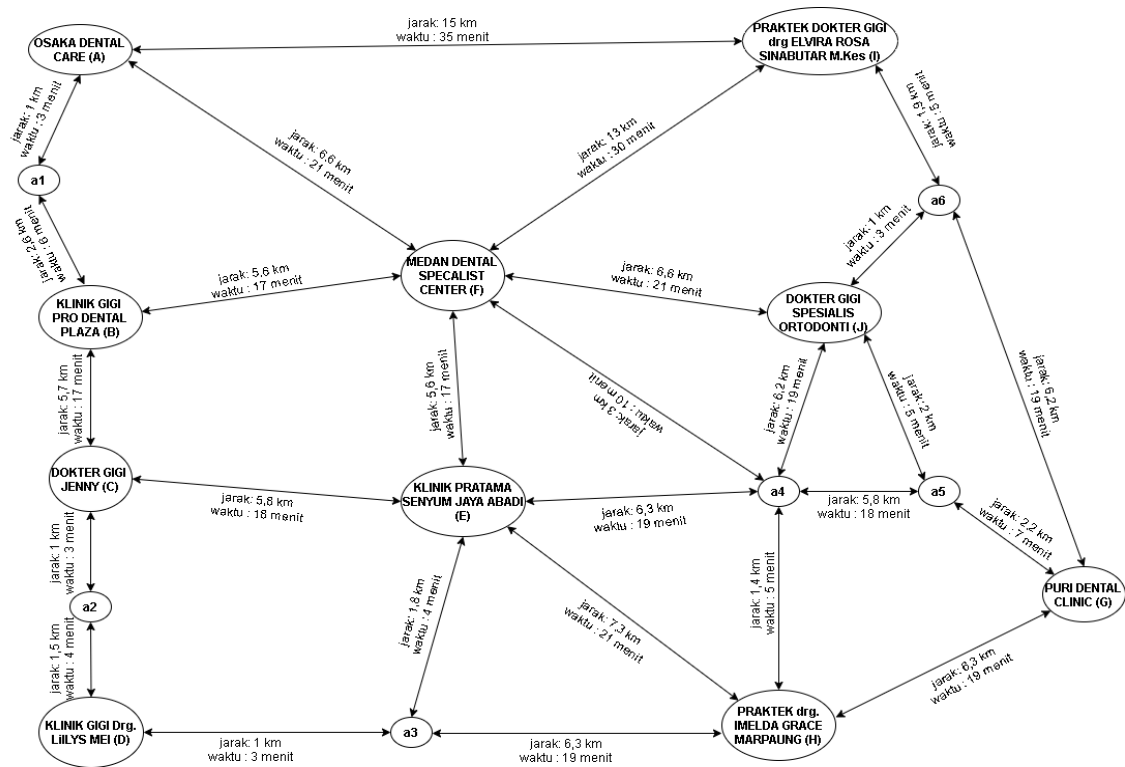 jarak: 15 km
waktu : 35 menit
OSAKA DENTAL
CARE (A)
PRAKTEK DOKTER GIGI
drg ELVIRA ROSA
SINABUTAR M.Kes (I)
jarak: 1 km
waktu : 3 menit
jarak: 6,6 km
waktu : 21 menit
jarak: 13 km
waktu : 30 menit
jarak: 1,9 km
waktu : 5 menit
a1
a6
jarak: 2,6 km
waktu : 6 menit
jarak: 1 km
waktu : 3 menit
MEDAN DENTAL
SPECALIST
CENTER (F)
jarak: 5,6 km
waktu : 17 menit
jarak: 6,6 km
waktu : 21 menit
KLINIK GIGI
PRO DENTAL
PLAZA (B)
DOKTER GIGI
SPESIALIS
ORTODONTI (J)
jarak: 5,7 km
waktu : 17 menit
jarak: 5,6 km
waktu : 17 menit
jarak: 3 km
waktu : 10 menit
jarak: 6,2 km
waktu : 19 menit
jarak: 2 km
waktu : 5 menit
jarak: 6,2 km
waktu : 19 menit
DOKTER GIGI
JENNY (C)
jarak: 5,8 km
waktu : 18 menit
KLINIK PRATAMA
SENYUM JAYA ABADI
(E)
jarak: 6,3 km
waktu : 19 menit
a4
jarak: 5,8 km
waktu : 18 menit
a5
jarak: 2,2 km
waktu : 7 menit
jarak: 1 km
waktu : 3 menit
a2
jarak: 1,8 km
waktu : 4 menit
jarak: 7,3 km
waktu : 21 menit
jarak: 1,4 km
waktu : 5 menit
PURI DENTAL
CLINIC (G)
jarak: 1,5 km
waktu : 4 menit
jarak: 6,3 km
waktu : 19 menit
KLINIK GIGI Drg.
LiILYS MEI (D)
jarak: 1 km
waktu : 3 menit
a3
jarak: 6,3 km
waktu : 19 menit
PRAKTEK drg.
IMELDA GRACE
MARPAUNG (H)